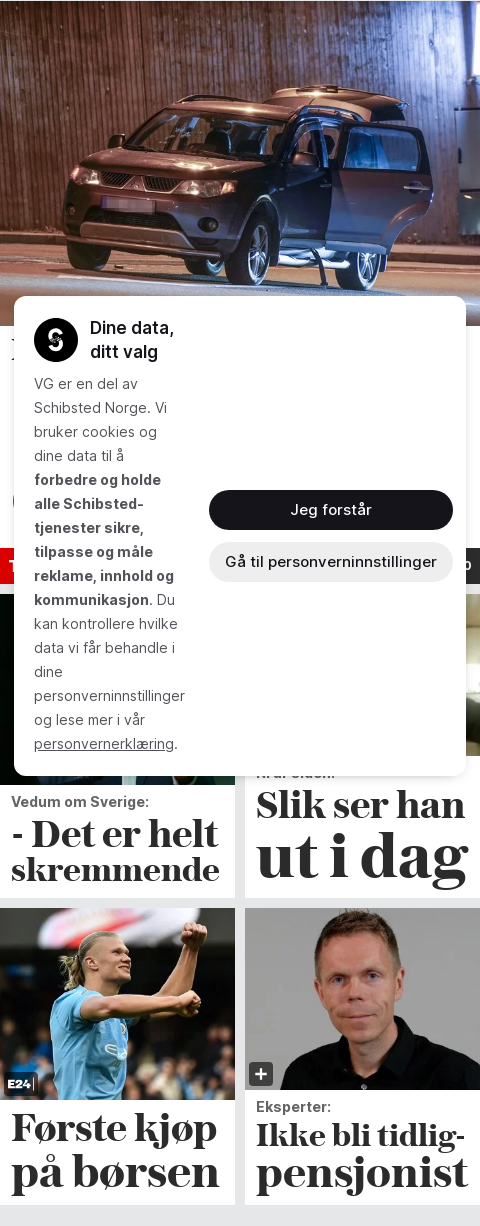 Dine data,
ditt valg
VG er en del av
Schibsted Norge. Vi
bruker cookies og
dine data til å
forbedre og holde
alle Schibsted-
tjenester sikre,
tilpasse og måle
reklame, innhold og
kommunikasjon. Du
kan kontrollere hvilke
data vi får behandle i
dine
personverninnstillinger
og lese mer i vår
personvernerklæring.
Jeg forstår
Gå til personverninnstillinger
Vedum om Sverige:
- Det er helt
skremmende
Slik ser han
ut i dag
E24
Første kjøp
på børsen
Eksperter:
Ikke bli tidlig-
pensjonist